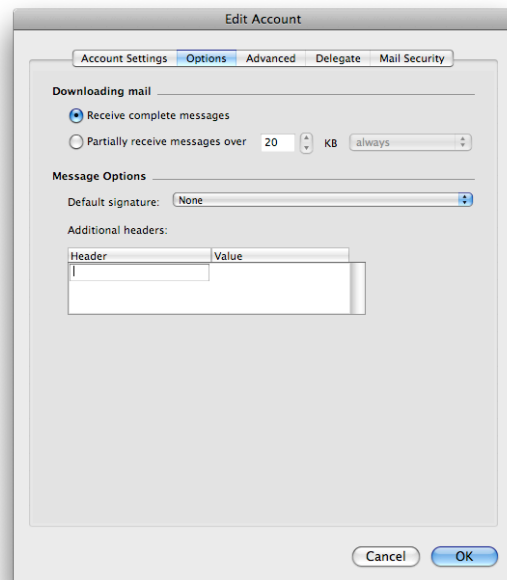 Edit Account
Account Settings Options Advanced Delegate Mail Security
Downloading mail
Receive complete messages
Partially receive messages over 20 KB always
Message Options
Default signature: None
Additional headers:
Header Value
Cancel OK